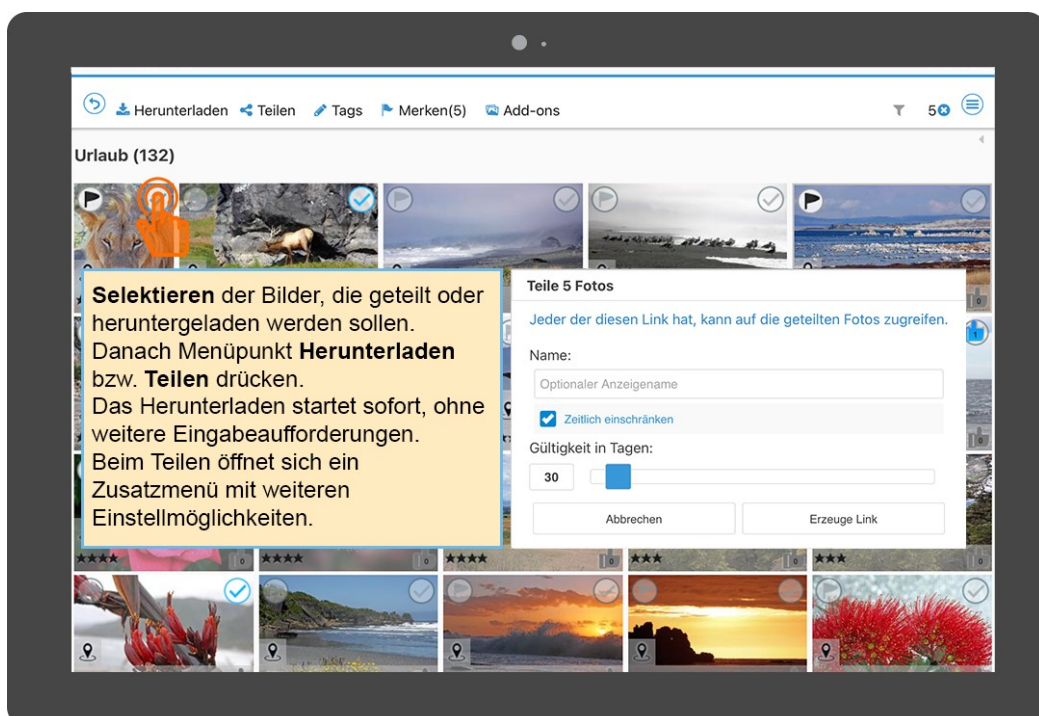 Herunterladen Teilen Tags Merken(5) Add-ons 5
Urlaub (132)
Selektieren der Bilder, die geteilt oder
heruntergeladen werden sollen.
Danach Menüpunkt Herunterladen
bzw. Teilen drücken.
Das Herunterladen startet sofort, ohne
weitere Eingabeaufforderungen.
Beim Teilen öffnet sich ein
Zusatzmenü mit weiteren
Einstellmöglichkeiten.
Teile 5 Fotos
Jeder der diesen Link hat, kann auf die geteilten Fotos zugreifen.
Name:
Optionaler Anzeigename
Zeitlich einschränken
Gültigkeit in Tagen:
30
Abbrechen Erzeuge Link